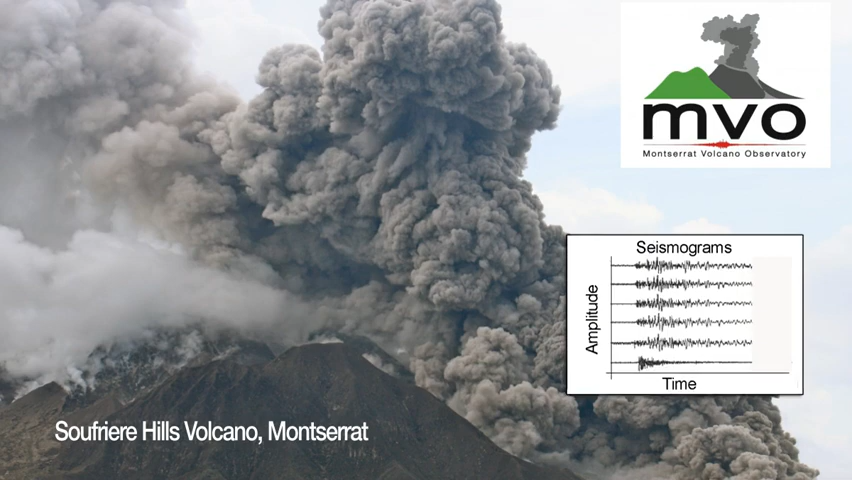 mvo
Montserrat Volcano Observatory
Seismograms
Amplitude
Time
Soufriere Hills Volcano, Montserrat